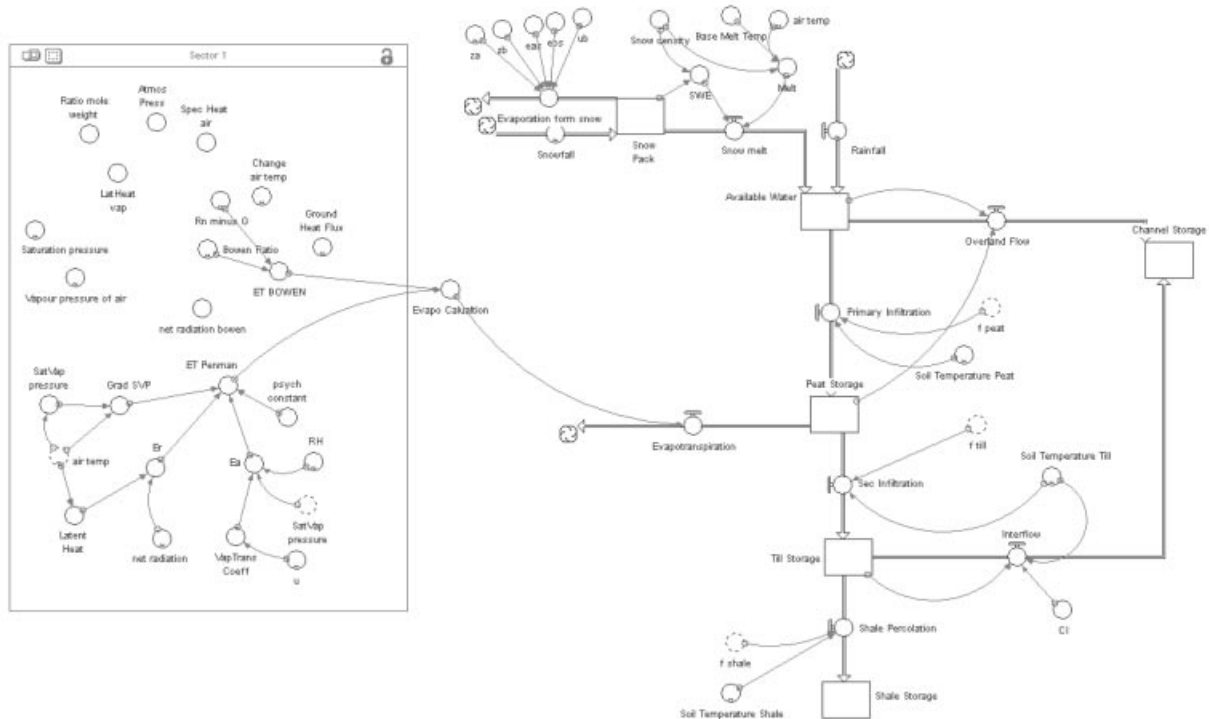 Sector 1
Ratio mole
weight
Atmos
Press
Spec Heat
air
LatHeat
vap
Change
air temp
Rn minus G
Ground
Heat Flux
Saturation pressure
Bowen Ratio
Vapour pressure of air
ET BOWEN
net radiation bowen
ET Penman
SatVap
pressure
Grad SVP
psych
constant
air temp
Er
Ea
RH
Latent
Heat
net radiation
VapTrans
Coeff
SatVap
pressure
u
Evapo Calualtion
za
zb
eas
eos
ub
Snow density
Base Melt Temp
air temp
SWE
Melt
Evaporation form snow
Snowfall
Snow
Pack
Snow melt
Rainfall
Available Water
Overland Flow
Channel Storage
Primary Infiltration
f peat
Soil Temperature Peat
Peat Storage
Evapotranspiration
f till
Soil Temperature Till
Sec Infiltration
Interflow
Till Storage
CI
Shale Percolation
f shale
Soil Temperature Shale
Shale Storage